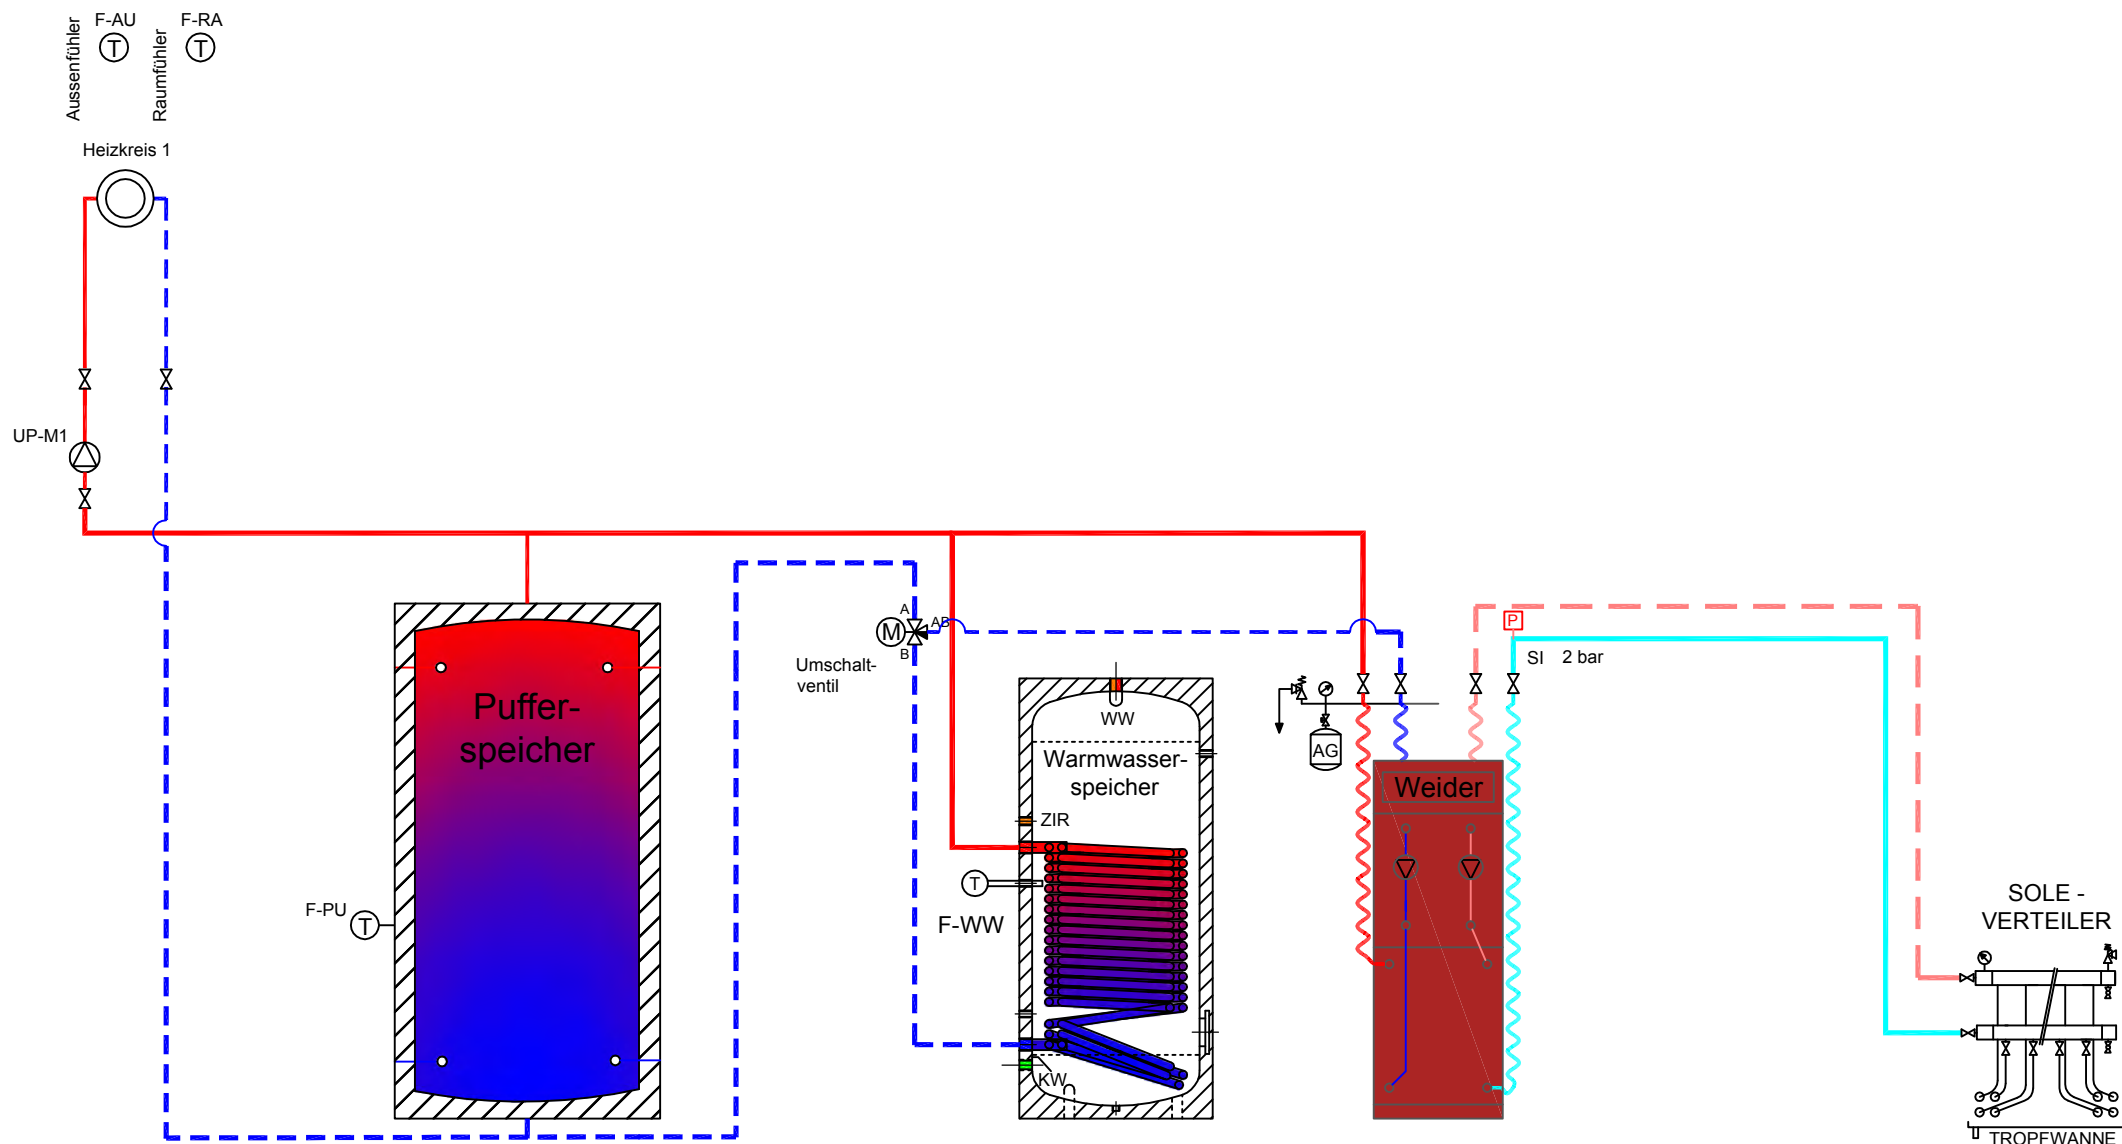 F-AU
F-RA
Aussenfühler
Raumfühler
T
T
Heizkreis 1
UP-M1
A
M
AB
B
Umschalt-
ventil
P
SI 2 bar
Puffer-
speicher
WW
Warmwasser-
speicher
AG
Weider
ZIR
T
F-WW
F-PU
T
KW
SOLE -
VERTEILER
TROPFWANNE